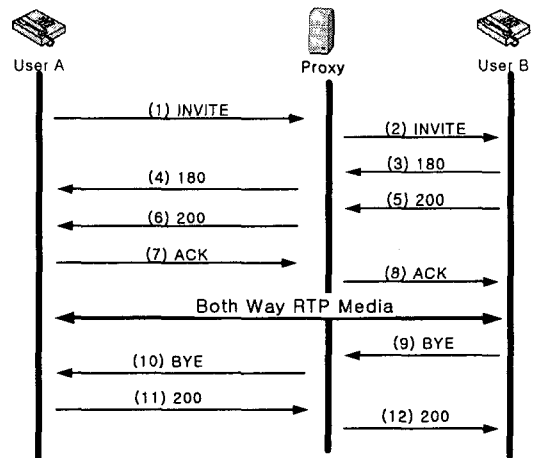 User A
Proxy
User B
(1) INVITE
(2) INVITE
(3) 180
(4) 180
(5) 200
(6) 200
(7) ACK
(8) ACK
Both Way RTP Media
(9) BYE
(10) BYE
(11) 200
(12) 200